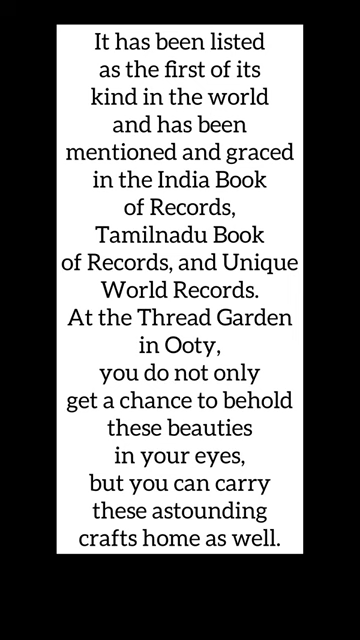 It has been listed
as the first of its
kind in the world
and has been
mentioned and graced
in the India Book
of Records,
Tamilnadu Book
of Records, and Unique
World Records.
At the Thread Garden
in Ooty,
you do not only
get a chance to behold
these beauties
in your eyes,
but you can carry
these astounding
crafts home as well.